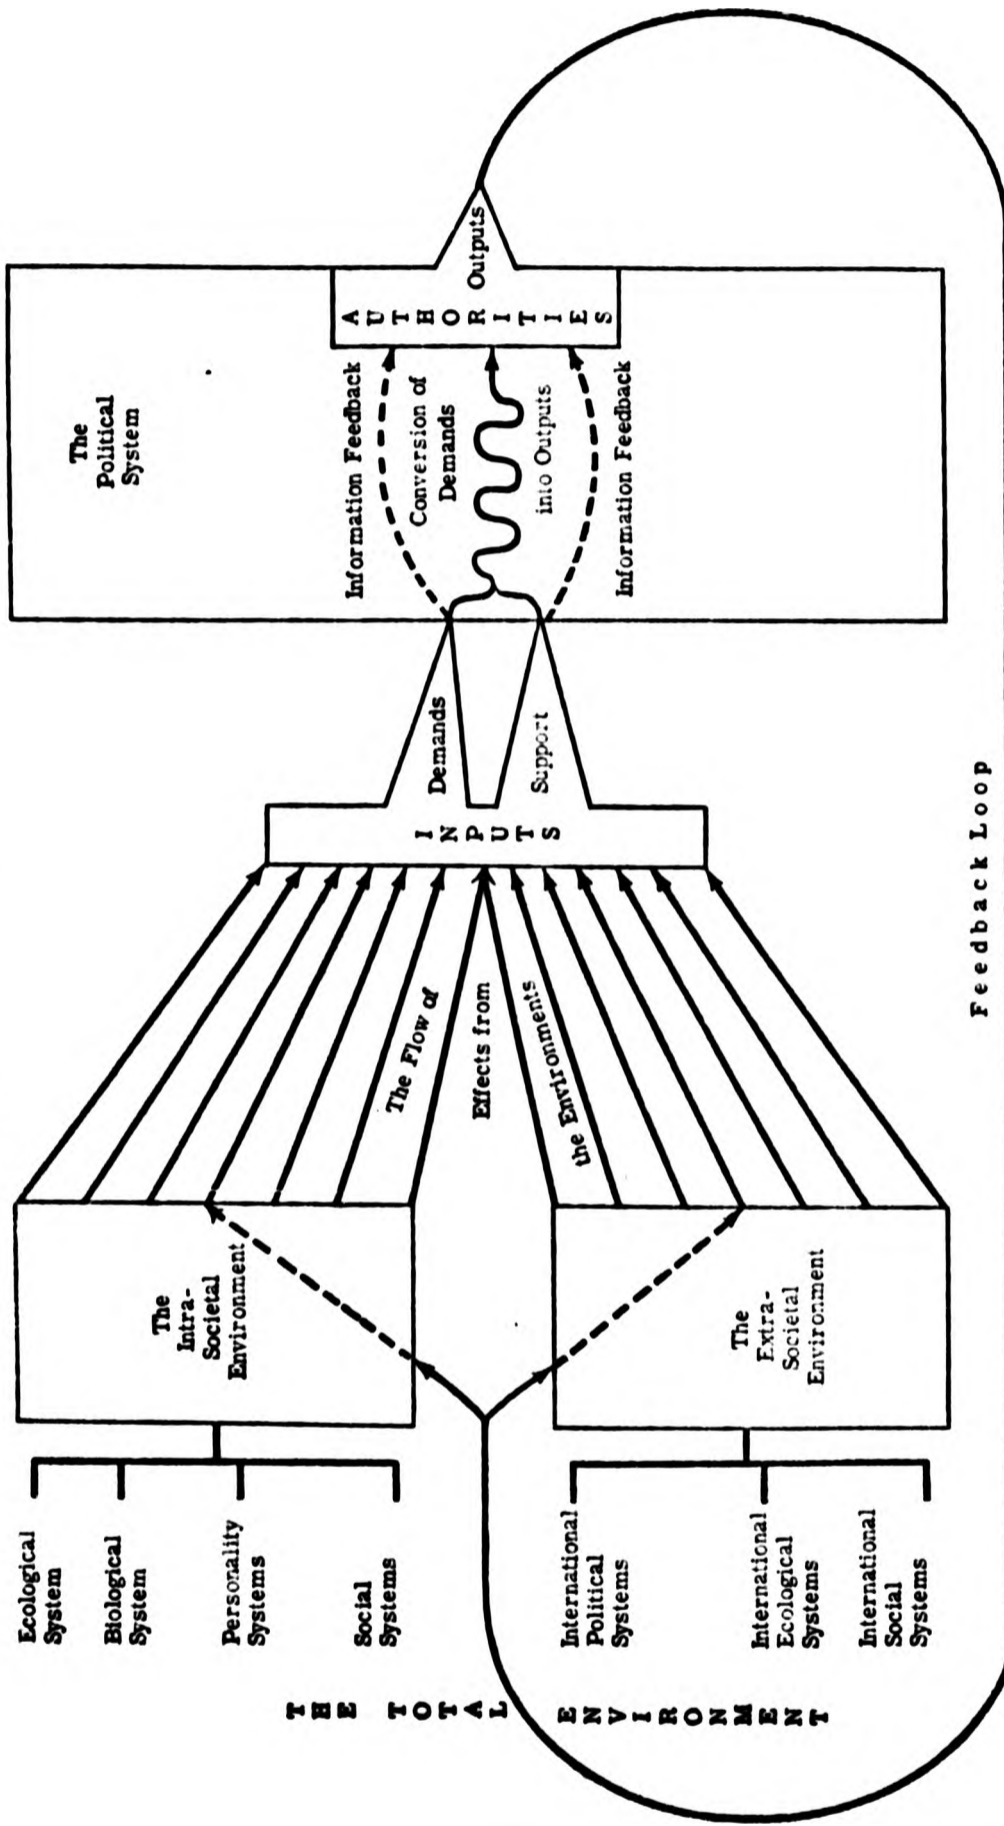 THE TOTAL ENVIRONMENT
Ecological
System
Biological
System
Personality
Systems
Social
Systems
International
Political
Systems
International
Ecological
Systems
International
Social
Systems
The
Intra-
Societal
Environment
The
Extra-
Societal
Environment
The Flow of
Effects from
the Environments
INPUTS
Demands
Support
The
Political
System
Information Feedback
Conversion of
Demands
into Outputs
Information Feedback
AUTHORITIES
Outputs
Feedback Loop